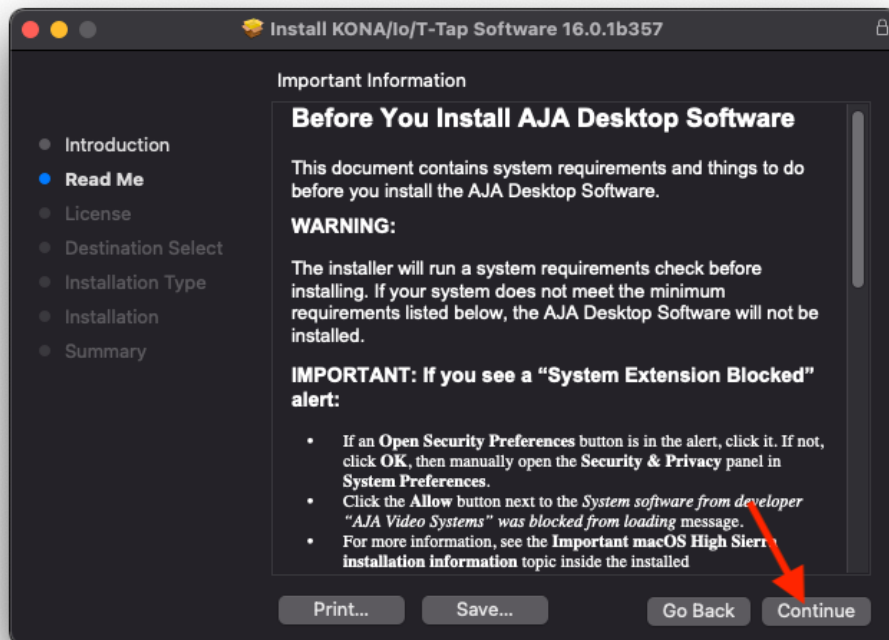 Install KONA/Io/T-Tap Software 16.0.1b357
Important Information
Introduction
Read Me
License
Destination Select
Installation Type
Installation
Summary
Before You Install AJA Desktop Software
This document contains system requirements and things to do
before you install the AJA Desktop Software.
WARNING:
The installer will run a system requirements check before
installing. If your system does not meet the minimum
requirements listed below, the AJA Desktop Software will not be
installed.
IMPORTANT: If you see a “System Extension Blocked”
alert:
• If an Open Security Preferences button is in the alert, click it. If not,
click OK, then manually open the Security & Privacy panel in
System Preferences.
• Click the Allow button next to the System software from developer
“AJA Video Systems” was blocked from loading message.
• For more information, see the Important macOS High Sierra
installation information topic inside the installed
Print...
Save...
Go Back
Continue